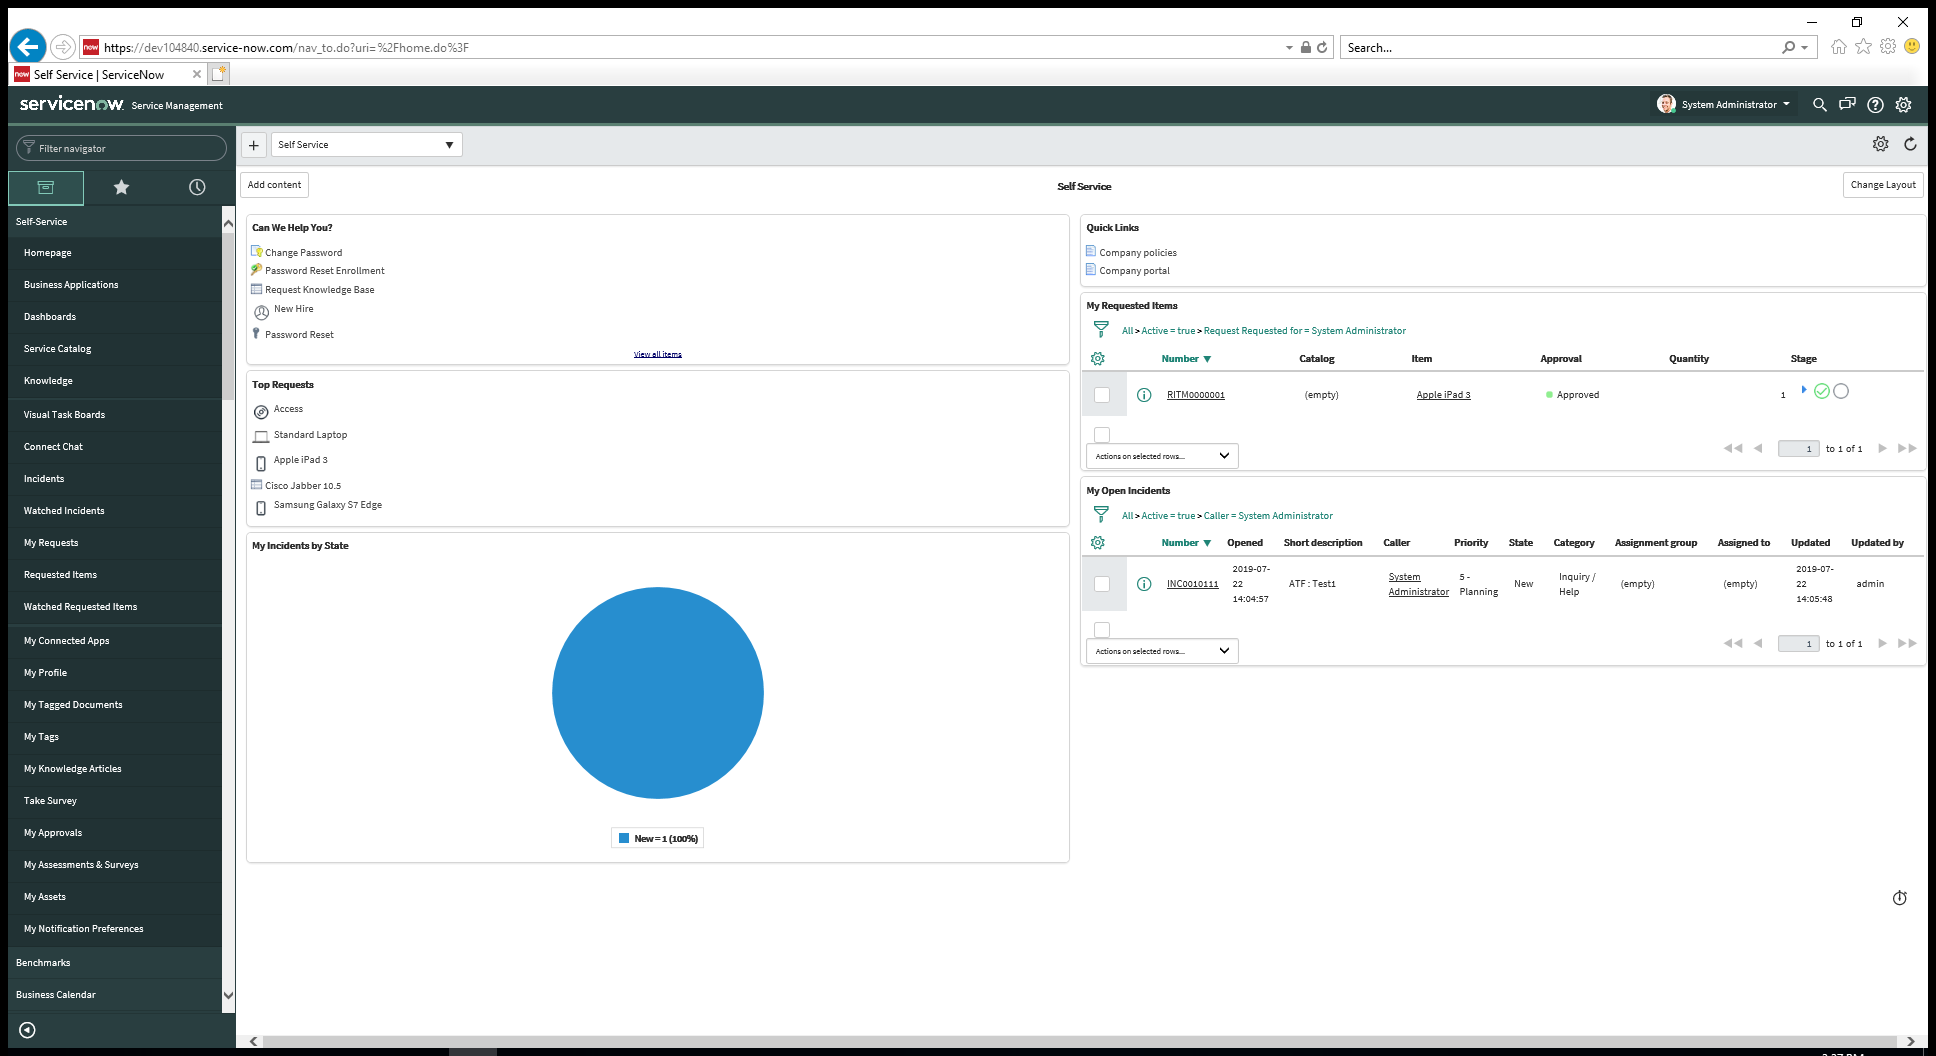 https://dev104840.service-now.com/nav_to.do?uri=%2Fhome.do%3F
Search...
Self Service | ServiceNow
servicenow Service Management
System Administrator
Filter navigator
Self Service
Add content
Self Service
Change Layout
Self-Service
Homepage
Business Applications
Dashboards
Service Catalog
Knowledge
Visual Task Boards
Connect Chat
Incidents
Watched Incidents
My Requests
Requested Items
Watched Requested Items
My Connected Apps
My Profile
My Tagged Documents
My Tags
My Knowledge Articles
Take Survey
My Approvals
My Assessments & Surveys
My Assets
My Notification Preferences
Benchmarks
Business Calendar
Can We Help You?
Change Password
Password Reset Enrollment
Request Knowledge Base
New Hire
Password Reset
View all items
Top Requests
Access
Standard Laptop
Apple iPad 3
Cisco Jabber 10.5
Samsung Galaxy S7 Edge
My Incidents by State
New = 1 (100%)
Quick Links
Company policies
Company portal
My Requested Items
All > Active = true > Request Requested for = System Administrator
Number Catalog Item Approval Quantity Stage
RITM0000001 (empty) Apple iPad 3 Approved 1
Actions on selected rows... 1 to 1 of 1
My Open Incidents
All > Active = true > Caller = System Administrator
Number Opened Short description Caller Priority State Category Assignment group Assigned to Updated Updated by
INC0010111 2019-07-22 14:04:57 ATF : Test1 System Administrator 5 - Planning New Inquiry / Help (empty) (empty) 2019-07-22 14:05:48 admin
Actions on selected rows... 1 to 1 of 1